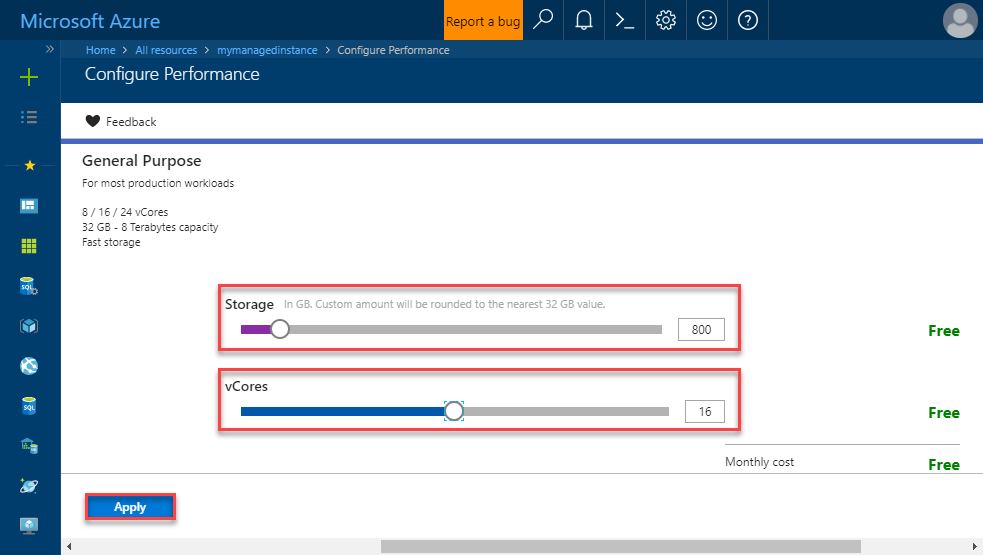 Microsoft Azure
Report a bug
Home > All resources > mymanagedinstance > Configure Performance
Configure Performance
Feedback
General Purpose
For most production workloads
8 / 16 / 24 vCores
32 GB - 8 Terabytes capacity
Fast storage
Storage In GB. Custom amount will be rounded to the nearest 32 GB value.
800
Free
vCores
16
Free
Monthly cost Free
Apply
SQL
SQL